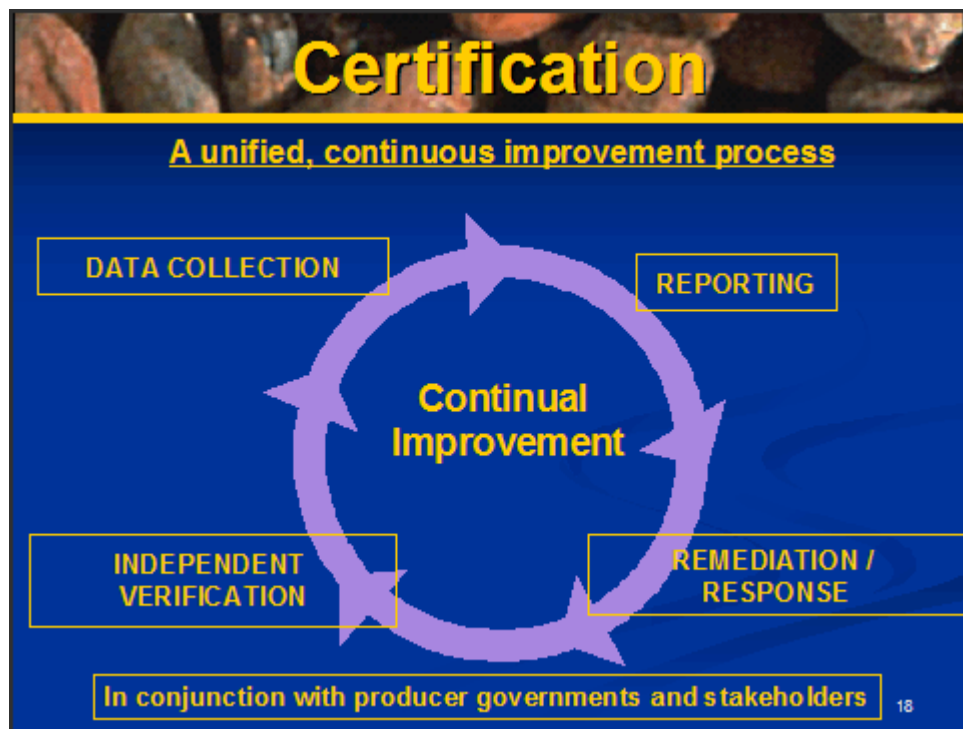 Certification
A unified, continuous improvement process
DATA COLLECTION
REPORTING
Continual
Improvement
INDEPENDENT
VERIFICATION
REMEDIATION /
RESPONSE
In conjunction with producer governments and stakeholders
18